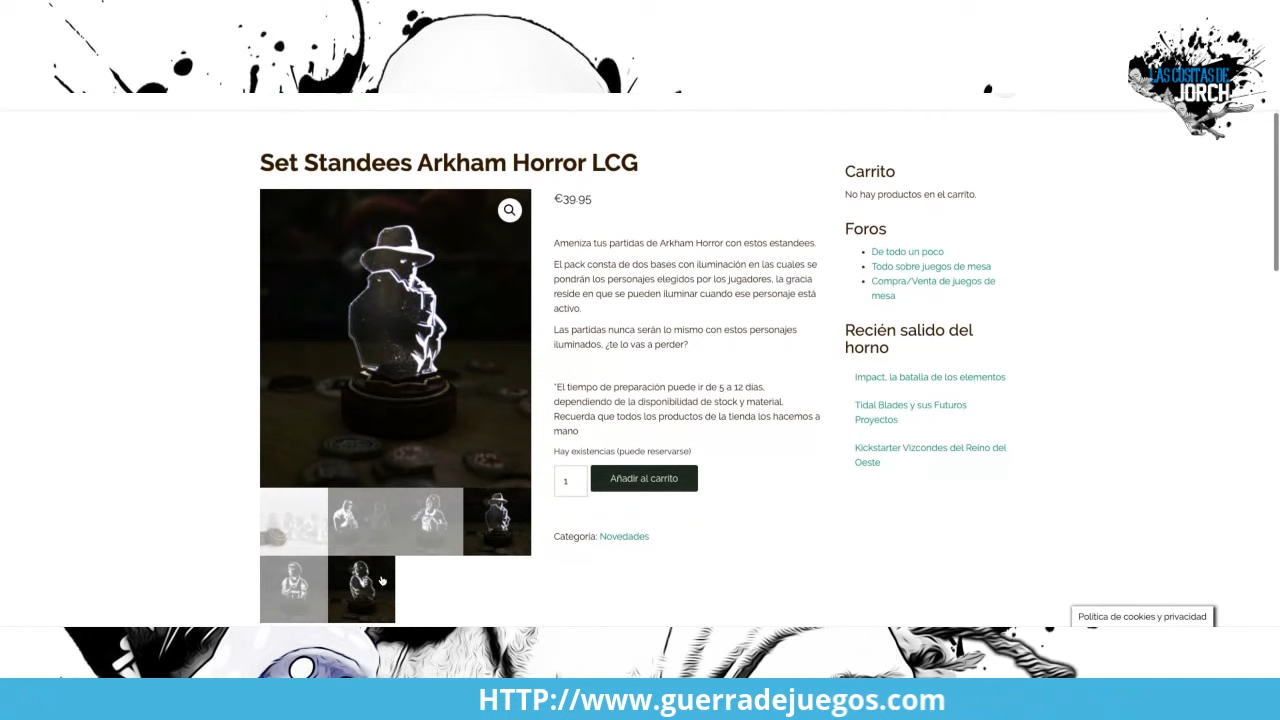 LAS COSITAS DE
JORCH
Set Standees Arkham Horror LCG
€39.95
Ameniza tus partidas de Arkham Horror con estos estandees.
El pack consta de dos bases con iluminación en las cuales se
pondrán los personajes elegidos por los jugadores, la gracia
reside en que se pueden iluminar cuando ese personaje está
activo.
Las partidas nunca serán lo mismo con estos personajes
iluminados, ¿te lo vas a perder?
*El tiempo de preparación puede ir de 5 a 12 días,
dependiendo de la disponibilidad de stock y material.
Recuerda que todos los productos de la tienda los hacemos a
mano
Hay existencias (puede reservarse)
1
Añadir al carrito
Categoría: Novedades
Carrito
No hay productos en el carrito.
Foros
De todo un poco
Todo sobre juegos de mesa
Compra/Venta de juegos de
mesa
Recién salido del
horno
Impact, la batalla de los elementos
Tidal Blades y sus Futuros
Proyectos
Kickstarter Vizcondes del Reino del
Oeste
Política de cookies y privacidad
HTTP://www.guerradejuegos.com